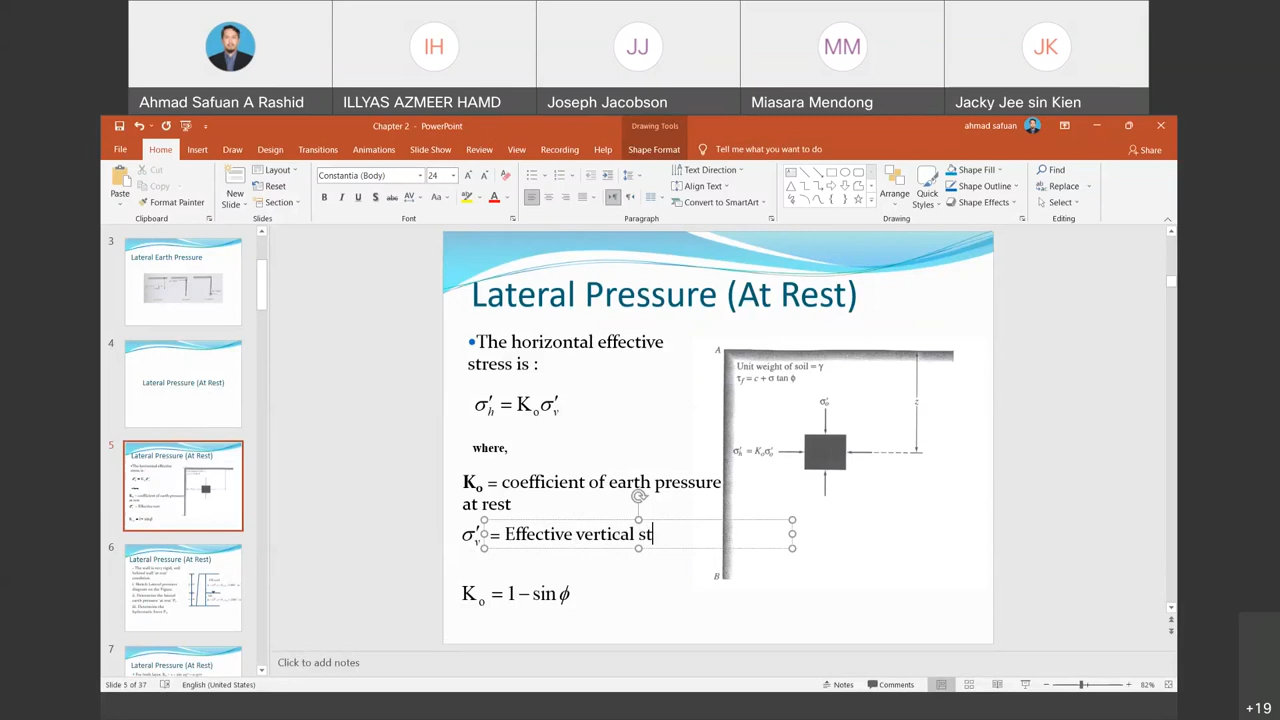 IH
JJ
MM
JK
Ahmad Safuan A Rashid
ILLYAS AZMEER HAMD
Joseph Jacobson
Miasara Mendong
Jacky Jee sin Kien
Chapter 2 - PowerPoint
Drawing Tools
ahmad safuan
File Home Insert Draw Design Transitions Animations Slide Show Review View Recording Help Shape Format Tell me what you want to do Share
Paste
Cut
Copy
Format Painter
Clipboard
New Slide
Layout
Reset
Section
Slides
Constantia (Body) 24
B I U S abc AV Aa A
Font
Text Direction
Align Text
Convert to SmartArt
Paragraph
Arrange
Quick Styles
Shape Fill
Shape Outline
Shape Effects
Drawing
Find
Replace
Select
Editing
3
Lateral Earth Pressure
4
Lateral Pressure (At Rest)
5
Lateral Pressure (At Rest)
6
Lateral Pressure (At Rest)
7
Lateral Pressure (At Rest)
Lateral Pressure (At Rest)
•The horizontal effective
stress is :
σ′h = Koσ′v
where,
Ko = coefficient of earth pressure
at rest
σ′v = Effective vertical st
Ko = 1 – sin ϕ
A
Unit weight of soil = γ
τf = c + σ tan ϕ
σ′o
z
σ′h = Koσ′o
B
Click to add notes
Slide 5 of 37 English (United States) Notes Comments 82%
+19